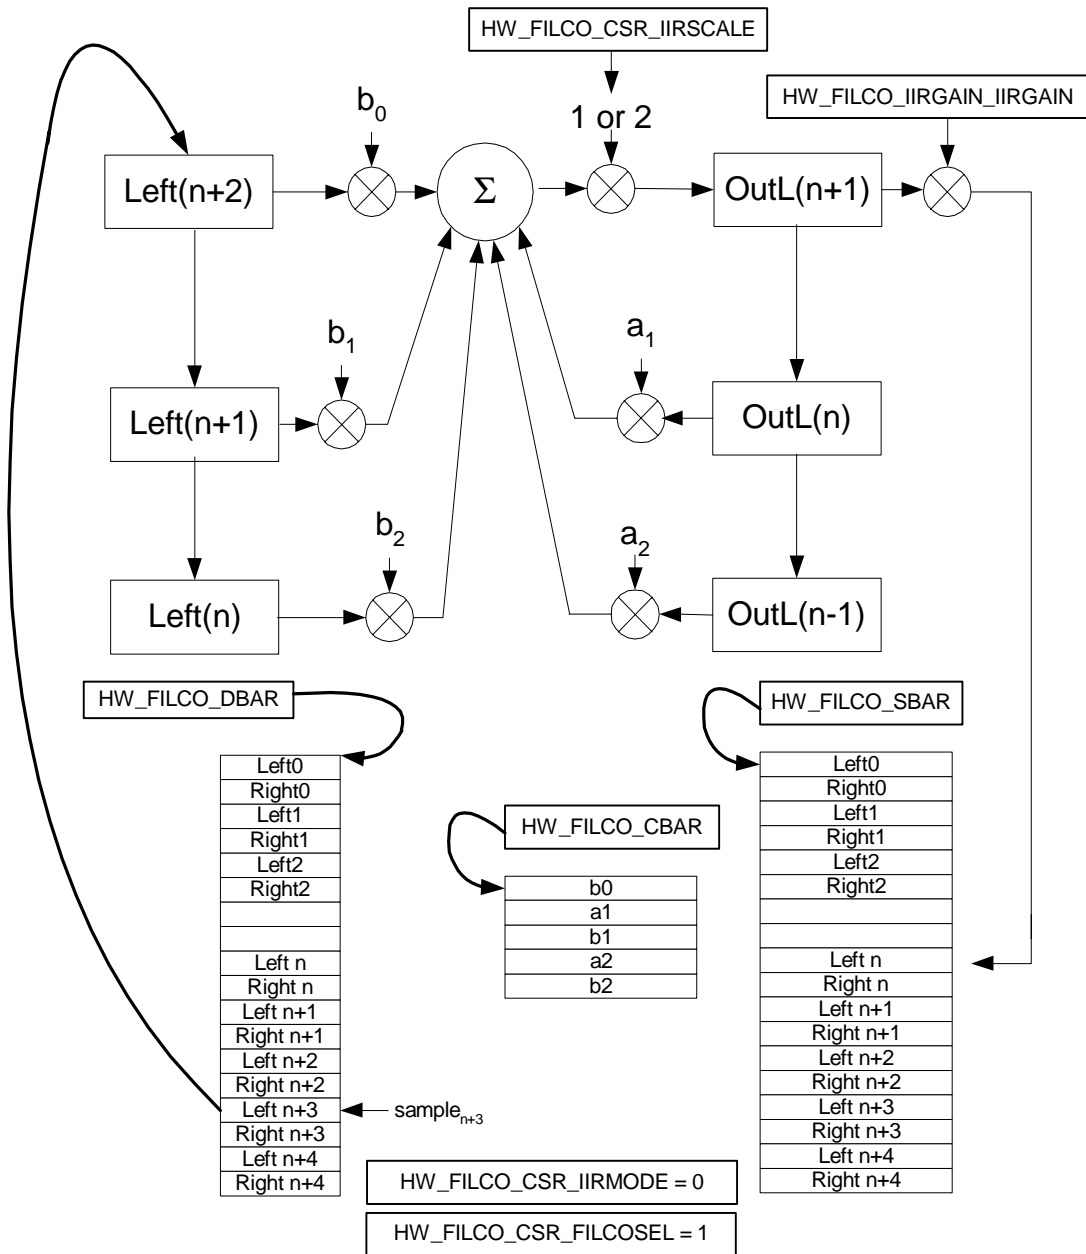 HW_FILCO_CSR_IIRSCALE
HW_FILCO_IIRGAIN_IIRGAIN
b0
1 or 2
Left(n+2)
Σ
OutL(n+1)
b1
a1
Left(n+1)
OutL(n)
b2
a2
Left(n)
OutL(n-1)
HW_FILCO_DBAR
HW_FILCO_SBAR
Left0
Right0
Left1
Right1
Left2
Right2
Left n
Right n
Left n+1
Right n+1
Left n+2
Right n+2
Left n+3
Right n+3
Left n+4
Right n+4
samplen+3
HW_FILCO_CBAR
b0
a1
b1
a2
b2
Left0
Right0
Left1
Right1
Left2
Right2
Left n
Right n
Left n+1
Right n+1
Left n+2
Right n+2
Left n+3
Right n+3
Left n+4
Right n+4
HW_FILCO_CSR_IIRMODE = 0
HW_FILCO_CSR_FILCOSEL = 1